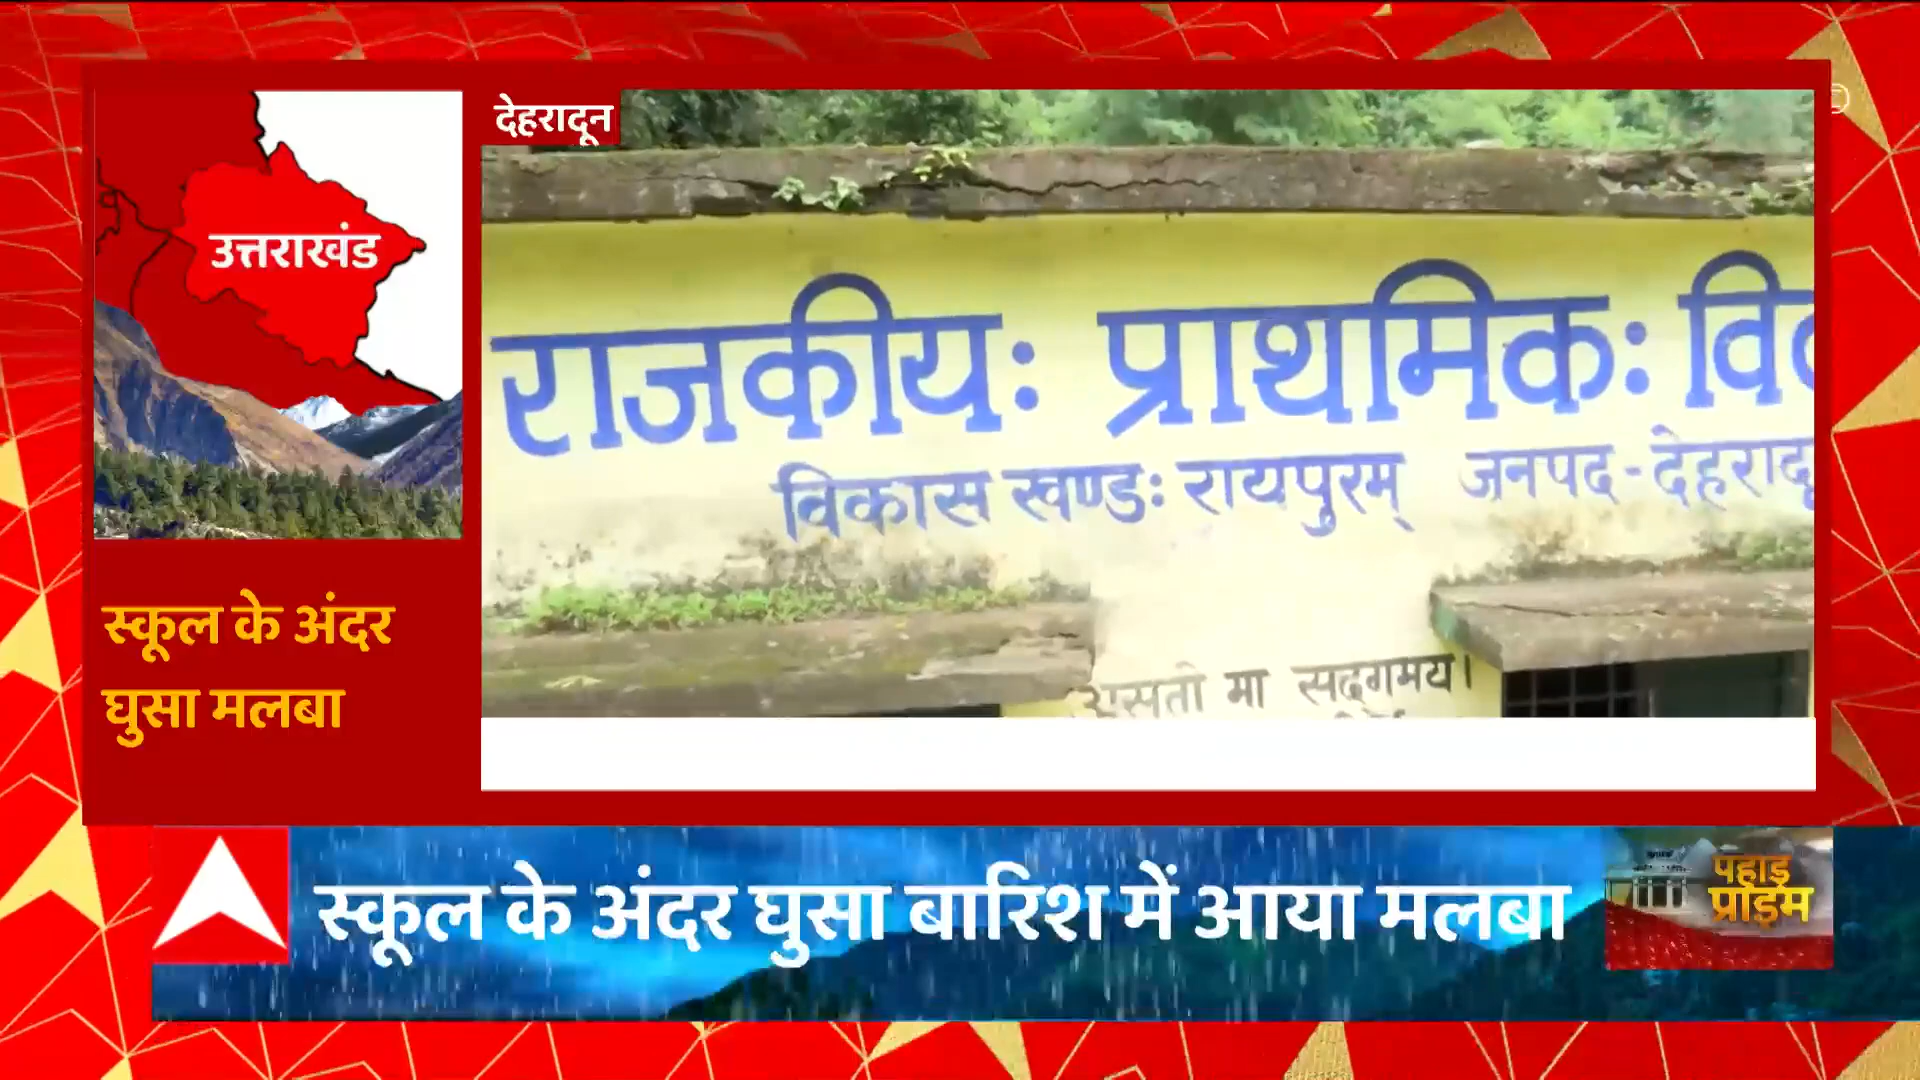 देहरादून
उत्तराखंड
राजकीयः प्राथमिकः
विकास खण्डः रायपुरम् जनपद-देहरादू
असतो मा सद्गमय।
स्कूल के अंदर
घुसा मलबा
स्कूल के अंदर घुसा बारिश में आया मलबा
पहाड़
प्राइम